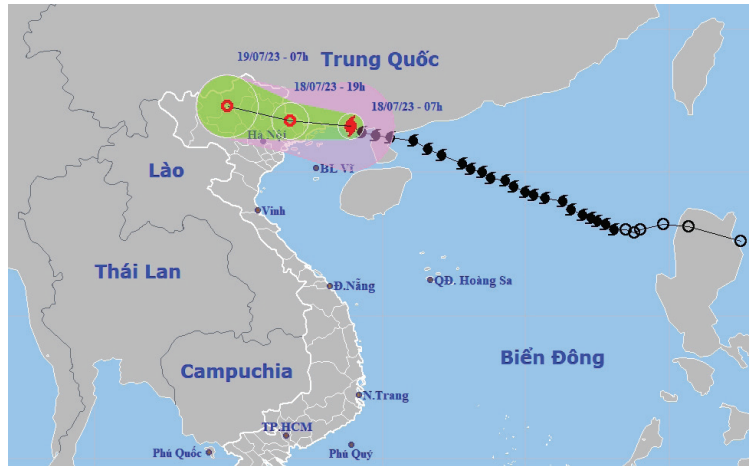 19/07/23 - 07h
Trung Quốc
18/07/23 - 19h
18/07/23 - 07h
Hà Nội
BL VĨ
Lào
Vinh
Thái Lan
Đ.Nẵng
QĐ. Hoàng Sa
Campuchia
Biển Đông
N.Trang
TP.HCM
Phú Quốc
Phú Quý